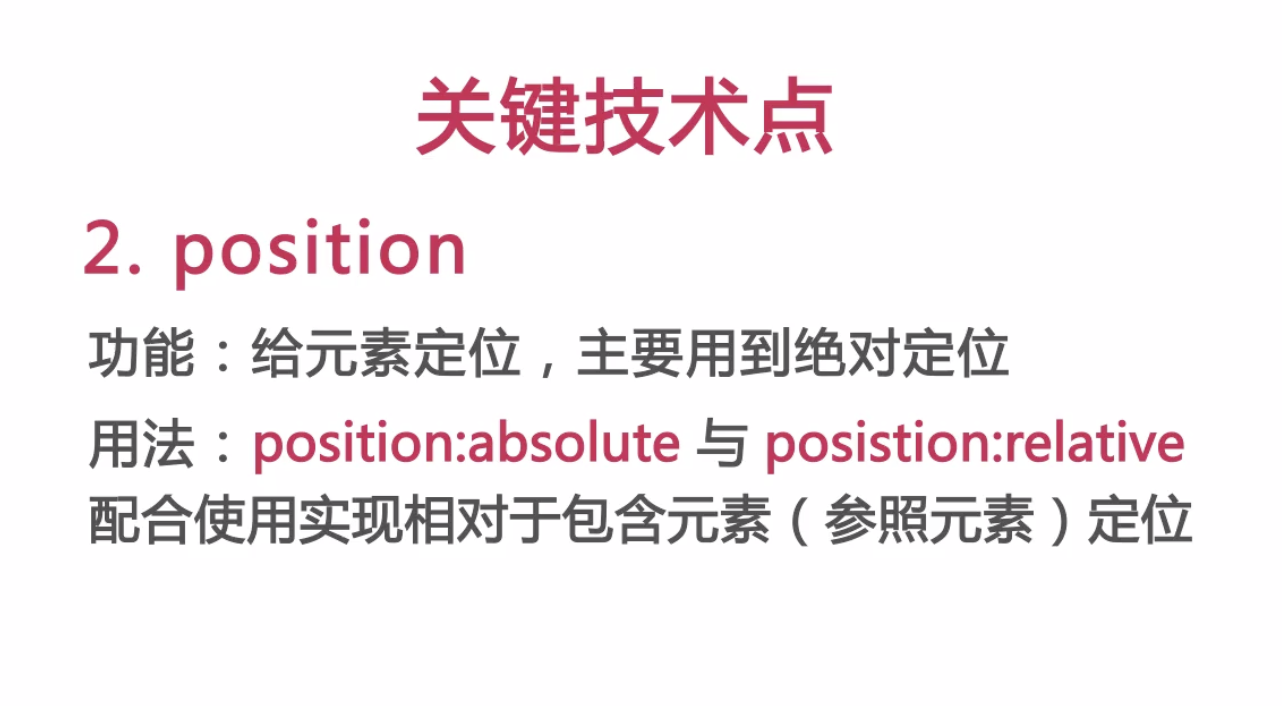 关键技术点
2. position
功能：给元素定位，主要用到绝对定位
用法：position:absolute 与 posistion:relative
配合使用实现相对于包含元素（参照元素）定位